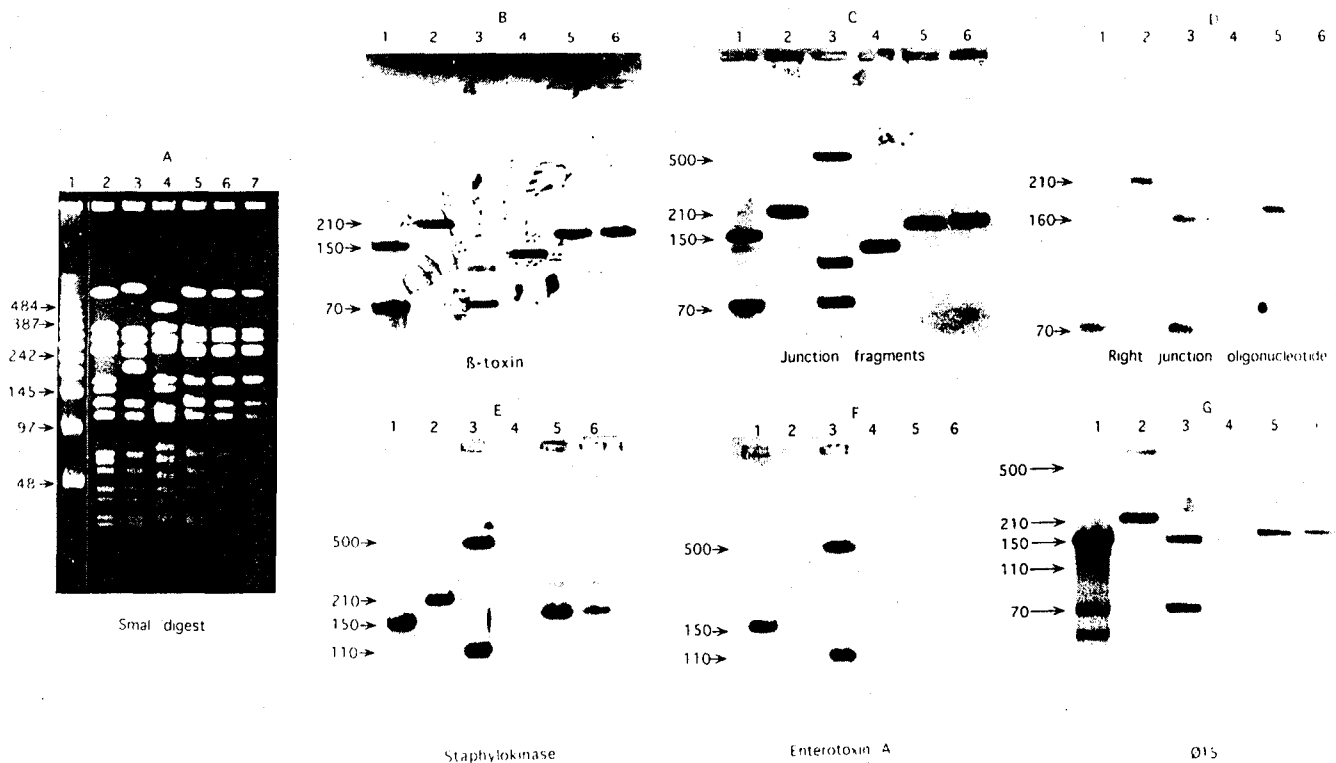 A
1 2 3 4 5 6 7
484
387
242
145
97
48
SmaI digest
B
1 2 3 4 5 6
210
150
70
ß-toxin
C
1 2 3 4 5 6
500
210
150
70
Junction fragments
D
1 2 3 4 5 6
210
160
70
Right junction oligonucleotide
E
1 2 3 4 5 6
500
210
150
110
Staphylokinase
F
1 2 3 4 5 6
500
150
110
Enterotoxin A
G
1 2 3 4 5
500
210
150
110
70